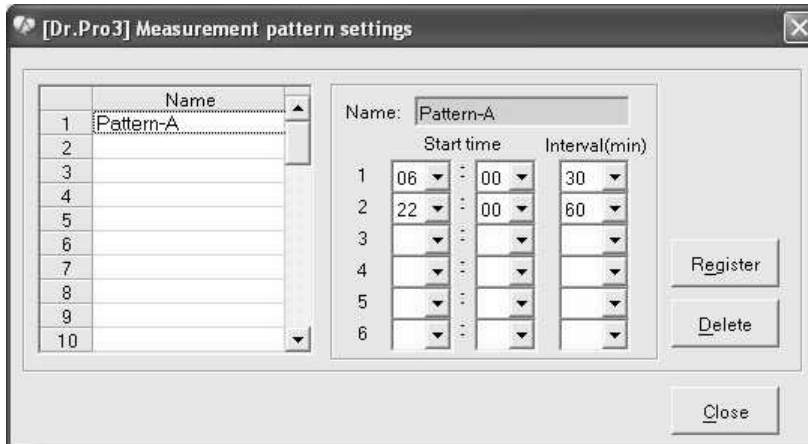 [Dr.Pro3] Measurement pattern settings
Name
1 Pattern-A
2
3
4
5
6
7
8
9
10
Name: Pattern-A
Start time Interval(min)
1 06 : 00 30
2 22 : 00 60
3 :
4 :
5 :
6 :
Register
Delete
Close